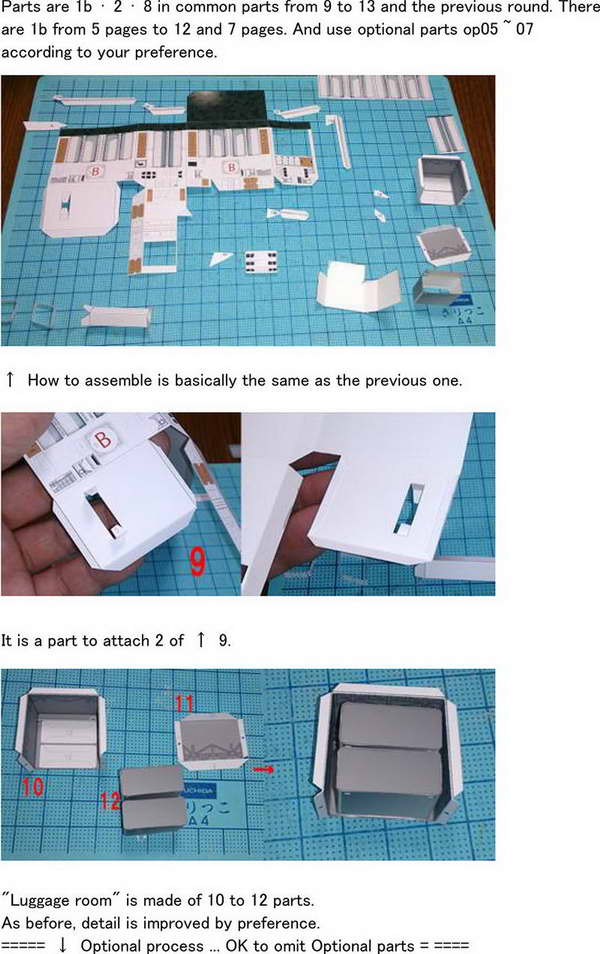 Parts are 1b · 2 · 8 in common parts from 9 to 13 and the previous round. There
are 1b from 5 pages to 12 and 7 pages. And use optional parts op05 ~ 07
according to your preference.
B
B
きりつこ
A4
↑ How to assemble is basically the same as the previous one.
B
9
It is a part to attach 2 of ↑ 9.
11
10
12
→
UCHIDA
りつこ
A4
"Luggage room" is made of 10 to 12 parts.
As before, detail is improved by preference.
===== ↓ Optional process ... OK to omit Optional parts = ====